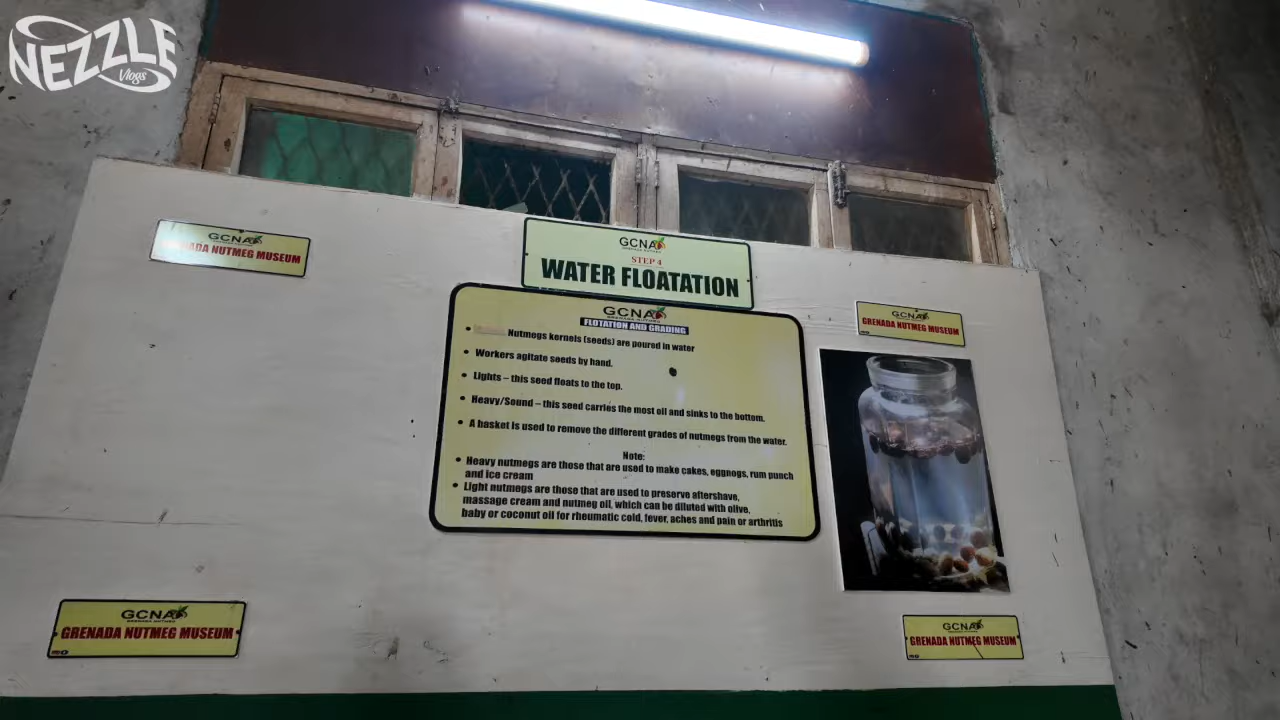 NEZZLE
Vlogs
GCNA
GRENADA NUTMEG MUSEUM
GCNA
STEP 4
WATER FLOATATION
GCNA
FLOTATION AND GRADING
• Nutmegs kernels (seeds) are poured in water
• Workers agitate seeds by hand.
• Lights – this seed floats to the top.
• Heavy/Sound – this seed carries the most oil and sinks to the bottom.
• A basket is used to remove the different grades of nutmegs from the water.
Note:
• Heavy nutmegs are those that are used to make cakes, eggnogs, rum punch
and ice cream
• Light nutmegs are those that are used to preserve aftershave,
massage cream and nutmeg oil, which can be diluted with olive,
baby or coconut oil for rheumatic cold, fever, aches and pain or arthritis
GCNA
GRENADA NUTMEG MUSEUM
GCNA
GRENADA NUTMEG MUSEUM
GCNA
GRENADA NUTMEG MUSEUM